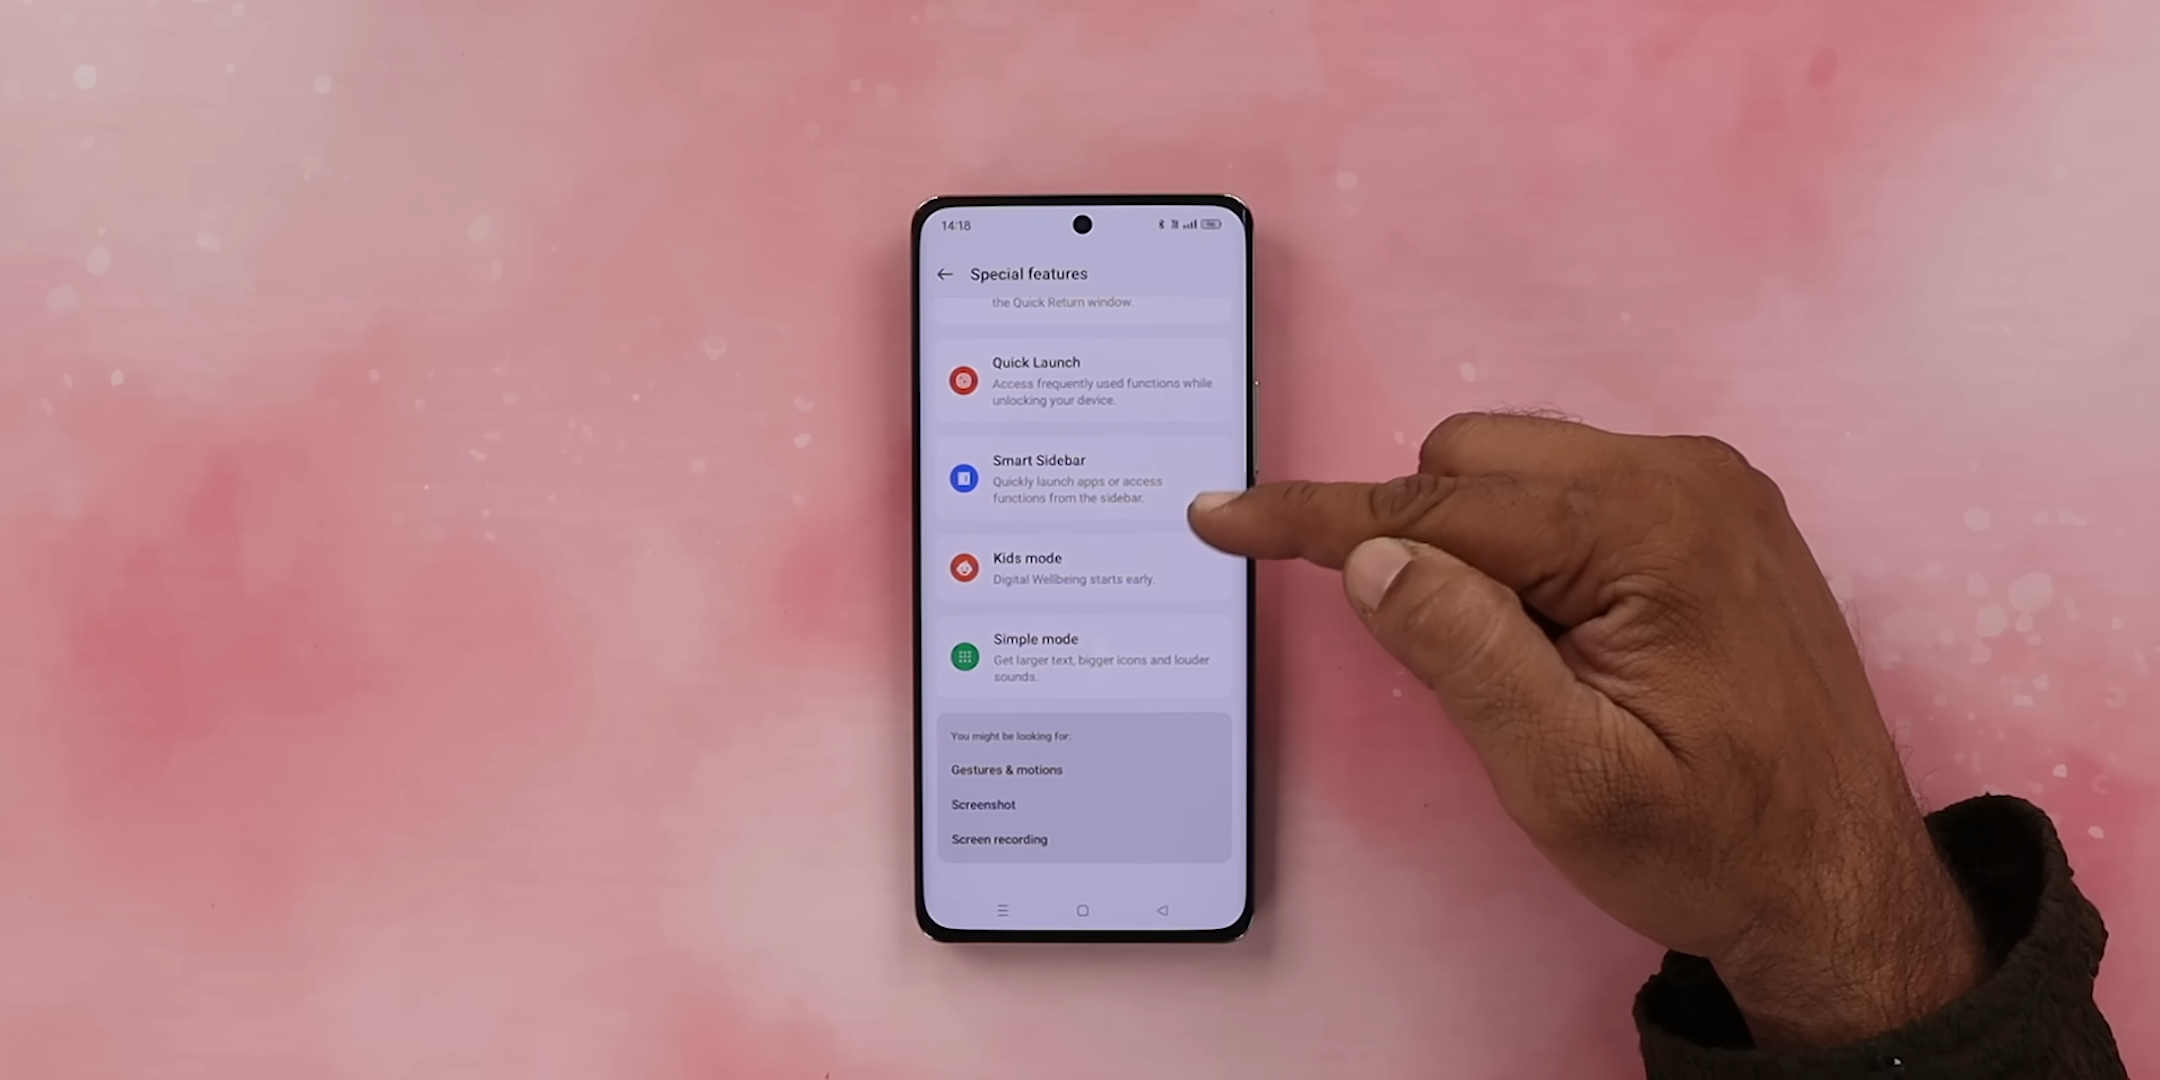 14:18
Special features
the Quick Return window.
Quick Launch
Access frequently used functions while
unlocking your device.
Smart Sidebar
Quickly launch apps or access
functions from the sidebar.
Kids mode
Digital Wellbeing starts early.
Simple mode
Get larger text, bigger icons and louder
sounds.
You might be looking for:
Gestures & motions
Screenshot
Screen recording